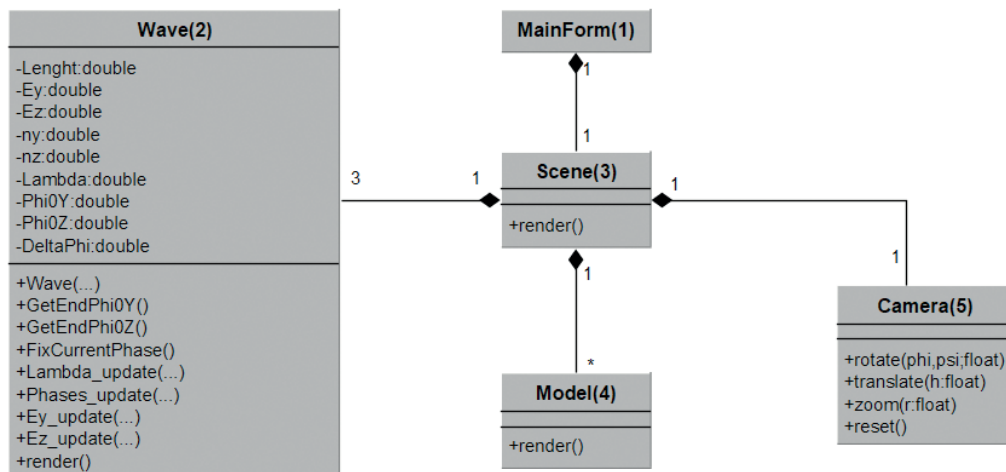 Wave(2)
-Lenght:double
-Ey:double
-Ez:double
-ny:double
-nz:double
-Lambda:double
-Phi0Y:double
-Phi0Z:double
-DeltaPhi:double
+Wave(...)
+GetEndPhi0Y()
+GetEndPhi0Z()
+FixCurrentPhase()
+Lambda_update(...)
+Phases_update(...)
+Ey_update(...)
+Ez_update(...)
+render()
MainForm(1)
1
1
3
1
Scene(3)
+render()
1
1
1
*
Model(4)
+render()
Camera(5)
+rotate(phi,psi;float)
+translate(h:float)
+zoom(r:float)
+reset()